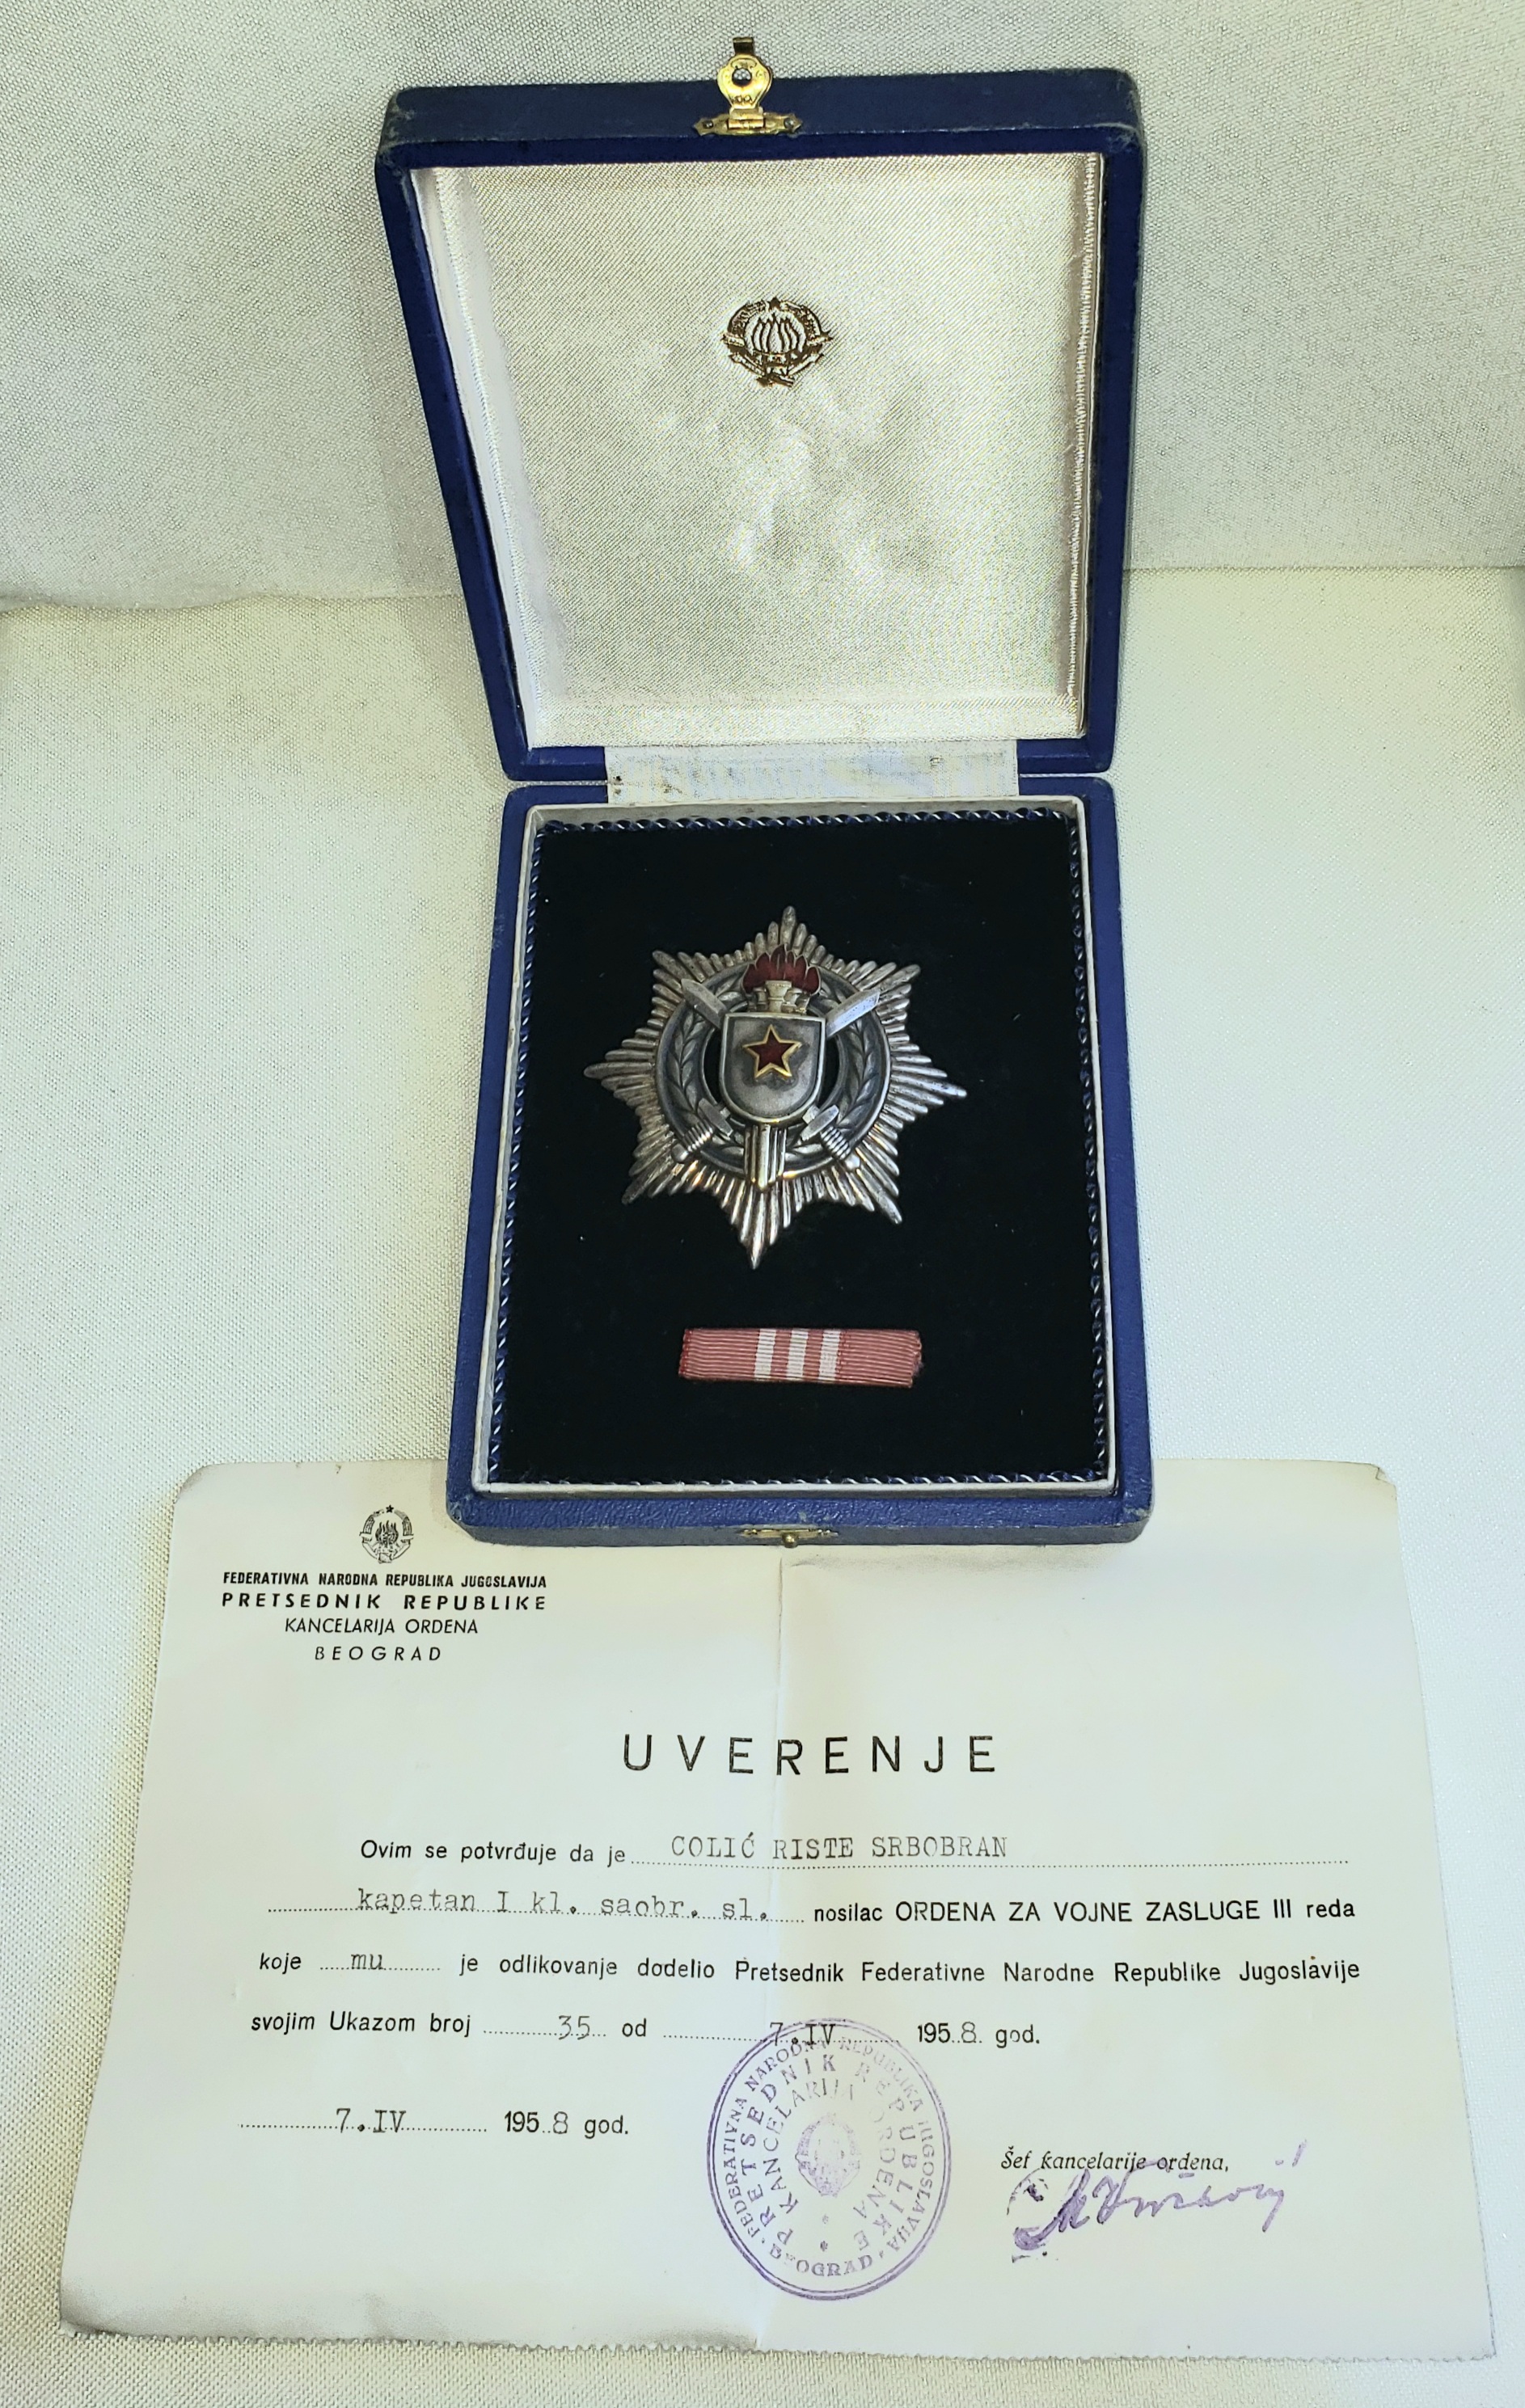 FEDERATIVNA NARODNA REPUBLIKA JUGOSLAVIJA
PRETSEDNIK REPUBLIKE
KANCELARIJA ORDENA
BEOGRAD
UVERENJE
Ovim se potvrđuje da je COLIĆ RISTE SRBOBRAN
kapetan I kl. saobr. sl. nosilac ORDENA ZA VOJNE ZASLUGE III reda
koje mu je odlikovanje dodelio Pretsednik Federativne Narodne Republike Jugoslavije
svojim Ukazom broj 35 od 7.IV 1958 god.
7.IV 1958 god.
FEDERATIVNA NARODNA REPUBLIKA JUGOSLAVIJA
PRETSEDNIK REPUBLIKE
KANCELARIJA ORDENA
BEOGRAD
Šef kancelarije ordena,